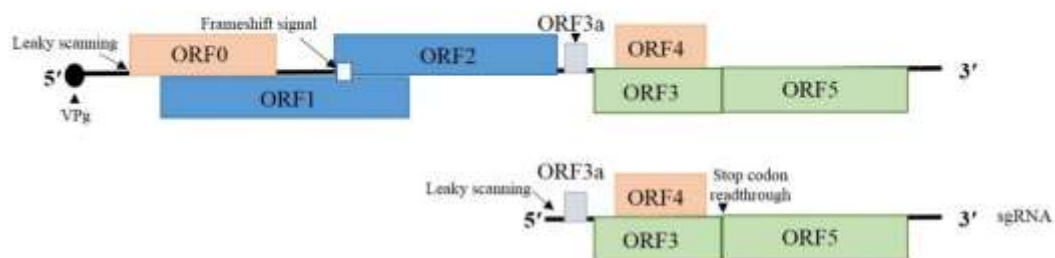 Frameshift signal
ORF3a
Leaky scanning
ORF0
ORF2
ORF4
5′
3′
VPg
ORF1
ORF3
ORF5
ORF3a
Stop codon
readthrough
Leaky scanning
ORF4
5′
3′
sgRNA
ORF3
ORF5